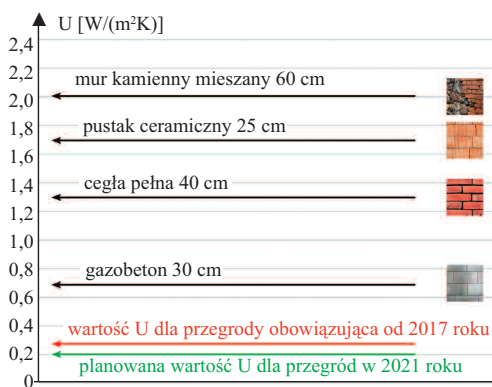 U [W/(m²K)]
2,4
2,2
mur kamienny mieszany 60 cm
2,0
pustak ceramiczny 25 cm
1,8
1,6
cegła pełna 40 cm
1,4
1,2
1,0
gazobeton 30 cm
0,8
0,6
wartość U dla przegrody obowiązująca od 2017 roku
0,4
0,2
planowana wartość U dla przegród w 2021 roku
0